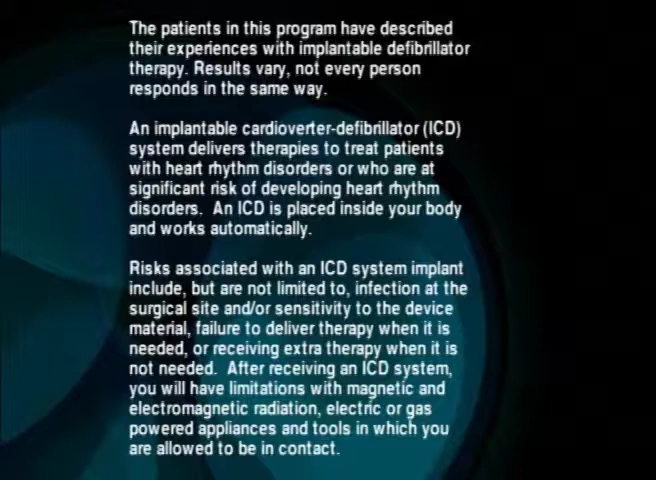 The patients in this program have described
their experiences with implantable defibrillator
therapy. Results vary, not every person
responds in the same way.
An implantable cardioverter-defibrillator (ICD)
system delivers therapies to treat patients
with heart rhythm disorders or who are at
significant risk of developing heart rhythm
disorders. An ICD is placed inside your body
and works automatically.
Risks associated with an ICD system implant
include, but are not limited to, infection at the
surgical site and/or sensitivity to the device
material, failure to deliver therapy when it is
needed, or receiving extra therapy when it is
not needed. After receiving an ICD system,
you will have limitations with magnetic and
electromagnetic radiation, electric or gas
powered appliances and tools in which you
are allowed to be in contact.